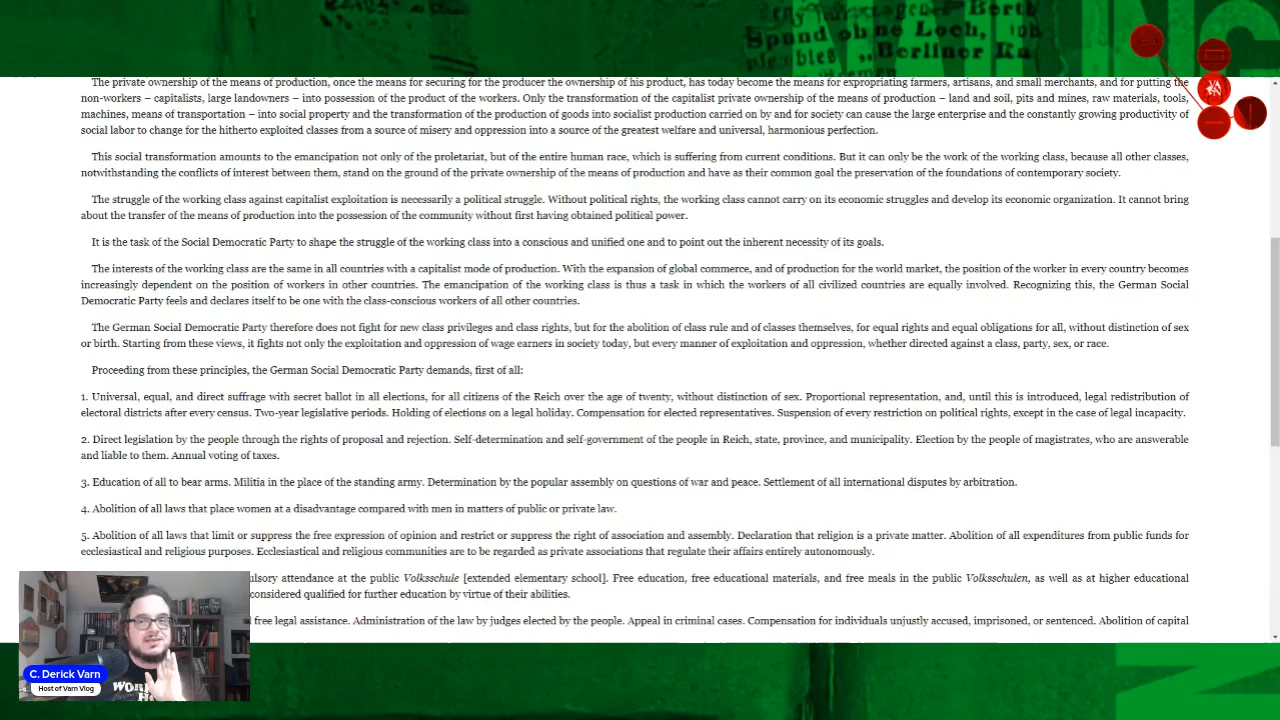 eny für
agen
Bert
Spund ohne Loch,
pleables
„Berliner Ku
The private ownership of the means of production, once the means for securing for the producer the ownership of his product, has today become the means for expropriating farmers, artisans, and small merchants, and for putting the
non-workers – capitalists, large landowners – into possession of the product of the workers. Only the transformation of the capitalist private ownership of the means of production – land and soil, pits and mines, raw materials, tools,
machines, means of transportation – into social property and the transformation of the production of goods into socialist production carried on by and for society can cause the large enterprise and the constantly growing productivity of
social labor to change for the hitherto exploited classes from a source of misery and oppression into a source of the greatest welfare and universal, harmonious perfection.
This social transformation amounts to the emancipation not only of the proletariat, but of the entire human race, which is suffering from current conditions. But it can only be the work of the working class, because all other classes,
notwithstanding the conflicts of interest between them, stand on the ground of the private ownership of the means of production and have as their common goal the preservation of the foundations of contemporary society.
The struggle of the working class against capitalist exploitation is necessarily a political struggle. Without political rights, the working class cannot carry on its economic struggles and develop its economic organization. It cannot bring
about the transfer of the means of production into the possession of the community without first having obtained political power.
It is the task of the Social Democratic Party to shape the struggle of the working class into a conscious and unified one and to point out the inherent necessity of its goals.
The interests of the working class are the same in all countries with a capitalist mode of production. With the expansion of global commerce, and of production for the world market, the position of the worker in every country becomes
increasingly dependent on the position of workers in other countries. The emancipation of the working class is thus a task in which the workers of all civilized countries are equally involved. Recognizing this, the German Social
Democratic Party feels and declares itself to be one with the class-conscious workers of all other countries.
The German Social Democratic Party therefore does not fight for new class privileges and class rights, but for the abolition of class rule and of classes themselves, for equal rights and equal obligations for all, without distinction of sex
or birth. Starting from these views, it fights not only the exploitation and oppression of wage earners in society today, but every manner of exploitation and oppression, whether directed against a class, party, sex, or race.
Proceeding from these principles, the German Social Democratic Party demands, first of all:
1. Universal, equal, and direct suffrage with secret ballot in all elections, for all citizens of the Reich over the age of twenty, without distinction of sex. Proportional representation, and, until this is introduced, legal redistribution of
electoral districts after every census. Two-year legislative periods. Holding of elections on a legal holiday. Compensation for elected representatives. Suspension of every restriction on political rights, except in the case of legal incapacity.
2. Direct legislation by the people through the rights of proposal and rejection. Self-determination and self-government of the people in Reich, state, province, and municipality. Election by the people of magistrates, who are answerable
and liable to them. Annual voting of taxes.
3. Education of all to bear arms. Militia in the place of the standing army. Determination by the popular assembly on questions of war and peace. Settlement of all international disputes by arbitration.
4. Abolition of all laws that place women at a disadvantage compared with men in matters of public or private law.
5. Abolition of all laws that limit or suppress the free expression of opinion and restrict or suppress the right of association and assembly. Declaration that religion is a private matter. Abolition of all expenditures from public funds for
ecclesiastical and religious purposes. Ecclesiastical and religious communities are to be regarded as private associations that regulate their affairs entirely autonomously.
ulsory attendance at the public Volksschule [extended elementary school]. Free education, free educational materials, and free meals in the public Volksschulen, as well as at higher educational
considered qualified for further education by virtue of their abilities.
free legal assistance. Administration of the law by judges elected by the people. Appeal in criminal cases. Compensation for individuals unjustly accused, imprisoned, or sentenced. Abolition of capital
C. Derick Varn
Host of Varn Vlog